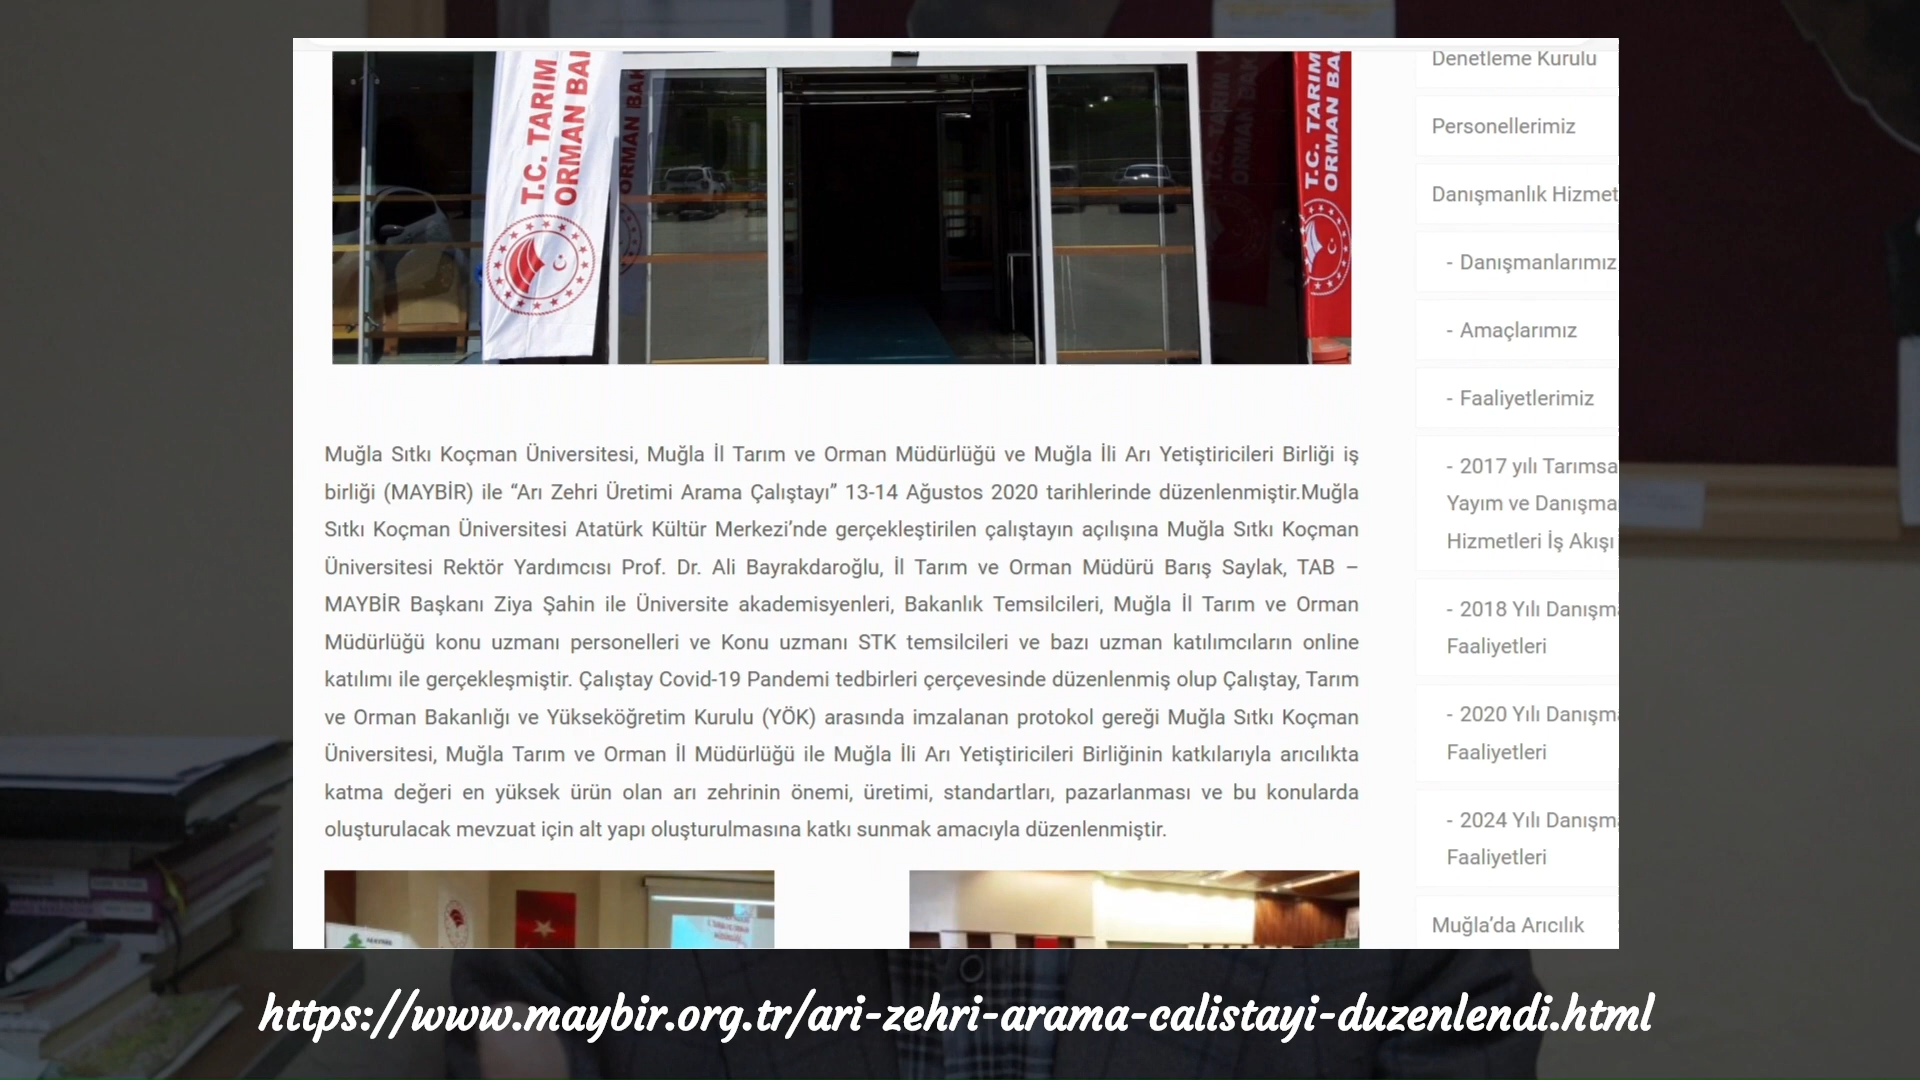 T.C. TARIM
ORMAN BA
ORMAN BA
T.C. TARIM
ORMAN BA
Muğla Sıtkı Koçman Üniversitesi, Muğla İl Tarım ve Orman Müdürlüğü ve Muğla İli Arı Yetiştiricileri Birliği iş
birliği (MAYBİR) ile “Arı Zehri Üretimi Arama Çalıştayı” 13-14 Ağustos 2020 tarihlerinde düzenlenmiştir.Muğla
Sıtkı Koçman Üniversitesi Atatürk Kültür Merkezi’nde gerçekleştirilen çalıştayın açılışına Muğla Sıtkı Koçman
Üniversitesi Rektör Yardımcısı Prof. Dr. Ali Bayrakdaroğlu, İl Tarım ve Orman Müdürü Barış Saylak, TAB –
MAYBİR Başkanı Ziya Şahin ile Üniversite akademisyenleri, Bakanlık Temsilcileri, Muğla İl Tarım ve Orman
Müdürlüğü konu uzmanı personelleri ve Konu uzmanı STK temsilcileri ve bazı uzman katılımcıların online
katılımı ile gerçekleşmiştir. Çalıştay Covid-19 Pandemi tedbirleri çerçevesinde düzenlenmiş olup Çalıştay, Tarım
ve Orman Bakanlığı ve Yükseköğretim Kurulu (YÖK) arasında imzalanan protokol gereği Muğla Sıtkı Koçman
Üniversitesi, Muğla Tarım ve Orman İl Müdürlüğü ile Muğla İli Arı Yetiştiricileri Birliğinin katkılarıyla arıcılıkta
katma değeri en yüksek ürün olan arı zehrinin önemi, üretimi, standartları, pazarlanması ve bu konularda
oluşturulacak mevzuat için alt yapı oluşturulmasına katkı sunmak amacıyla düzenlenmiştir.
Denetleme Kurulu
Personellerimiz
Danışmanlık Hizmet
- Danışmanlarımız
- Amaçlarımız
- Faaliyetlerimiz
- 2017 yılı Tarımsa
Yayım ve Danışma
Hizmetleri İş Akışı
- 2018 Yılı Danışm
Faaliyetleri
- 2020 Yılı Danışm
Faaliyetleri
- 2024 Yılı Danışm
Faaliyetleri
Muğla’da Arıcılık
https://www.maybir.org.tr/ari-zehri-arama-calistayi-duzenlendi.html